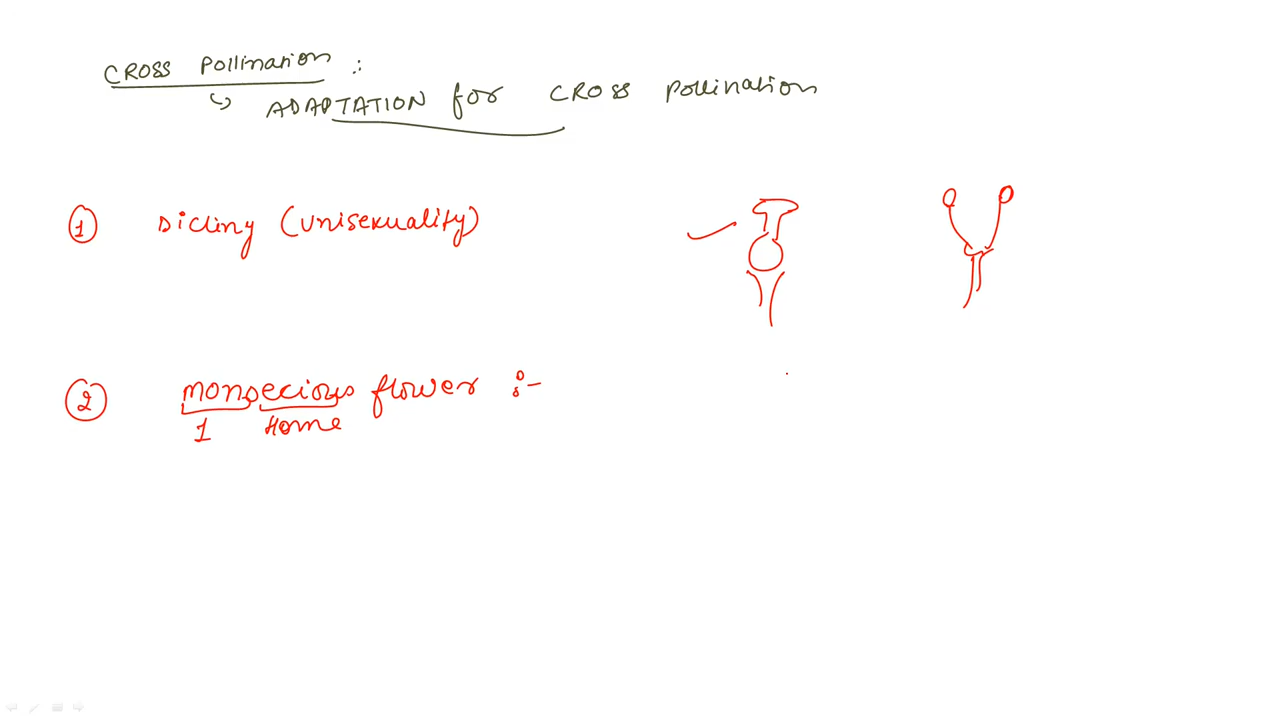 CROSS Pollination :
↳ ADAPTATION for CROSS Pollination
① Dicliny (Unisexuality)
② monoecious flower :-
1 Home